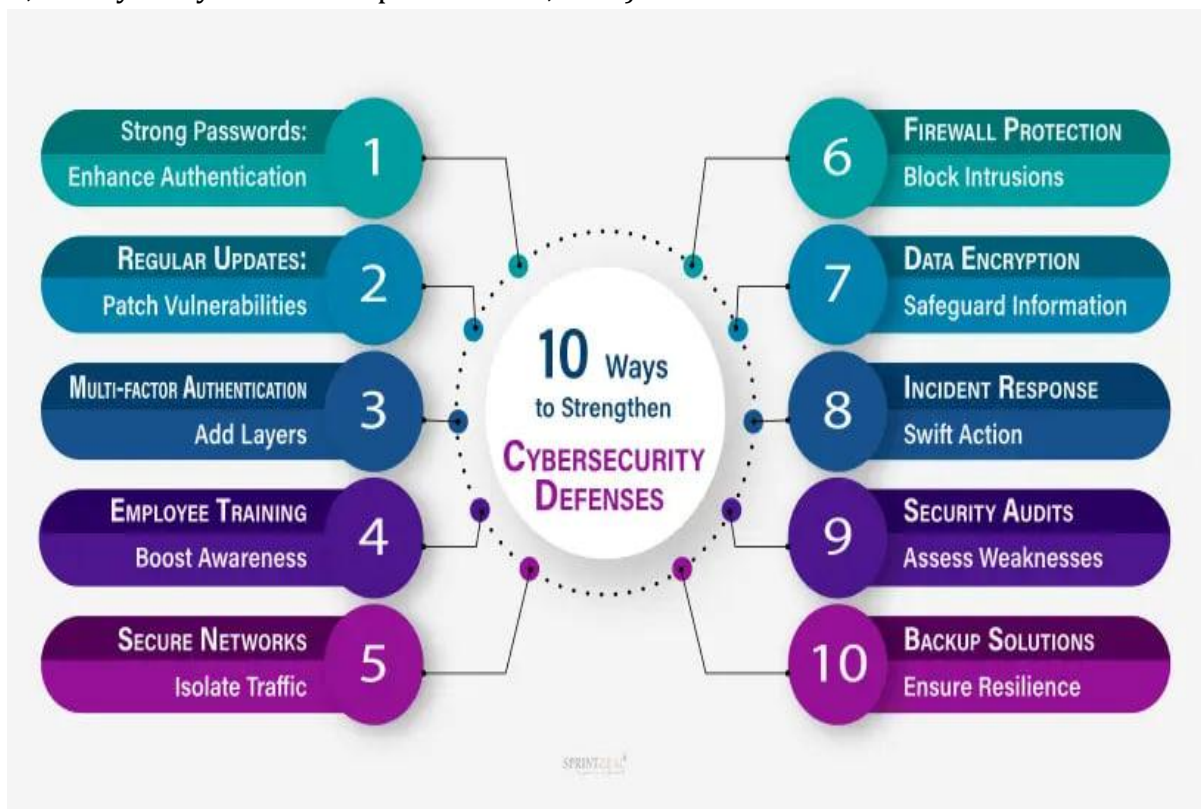 Strong Passwords:
Enhance Authentication
1
REGULAR UPDATES:
Patch Vulnerabilities
2
MULTI-FACTOR AUTHENTICATION
Add Layers
3
EMPLOYEE TRAINING
Boost Awareness
4
SECURE NETWORKS
Isolate Traffic
5
10 Ways
to Strengthen
CYBERSECURITY
DEFENSES
6
FIREWALL PROTECTION
Block Intrusions
7
DATA ENCRYPTION
Safeguard Information
8
INCIDENT RESPONSE
Swift Action
9
SECURITY AUDITS
Assess Weaknesses
10
BACKUP SOLUTIONS
Ensure Resilience